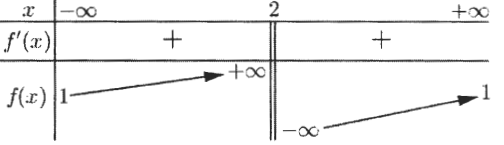 x −∞ 2 +∞
f′(x) + +
+∞
f(x) 1 1
−∞